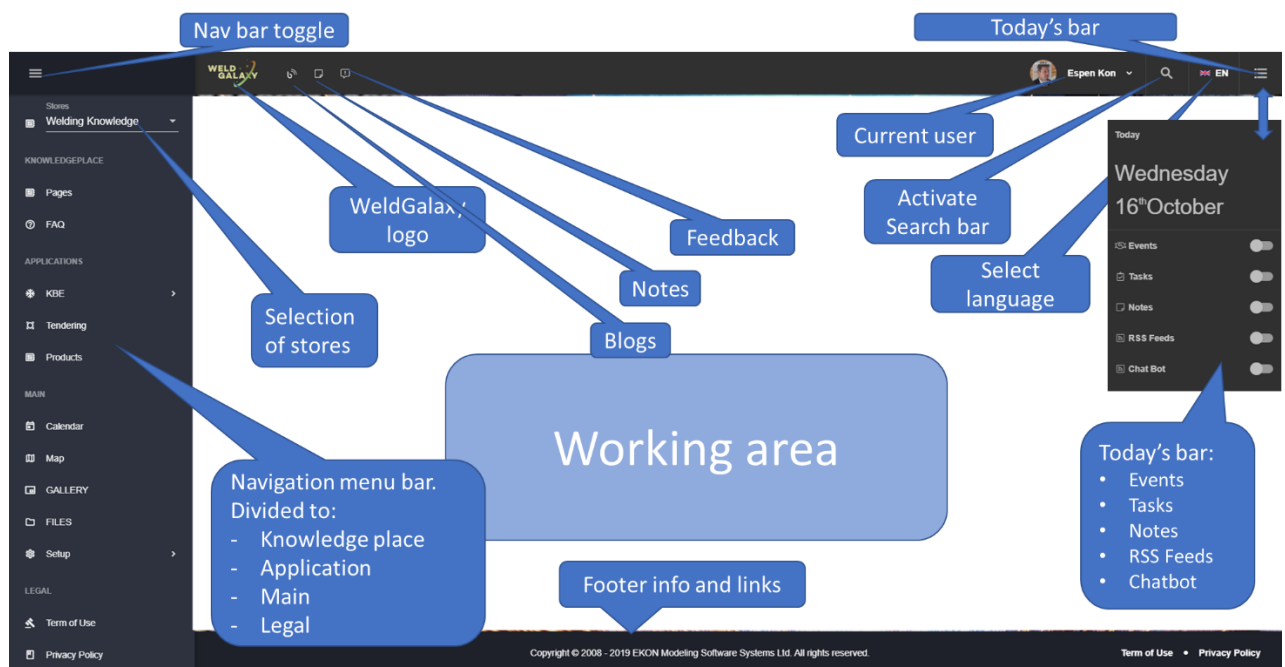 Nav bar toggle
Today's bar
WELD
GALAXY
Espen Kon
EN
Stores
Welding Knowledge
KNOWLEDGEPLACE
Pages
FAQ
APPLICATIONS
KBE
Tendering
Products
MAIN
Calendar
Map
GALLERY
FILES
Setup
LEGAL
Term of Use
Privacy Policy
WeldGalaxy
logo
Selection
of stores
Feedback
Notes
Blogs
Current user
Activate
Search bar
Select
language
Today
Wednesday
16thOctober
Events
Tasks
Notes
RSS Feeds
Chat Bot
Working area
Navigation menu bar.
Divided to:
- Knowledge place
- Application
- Main
- Legal
Today's bar:
• Events
• Tasks
• Notes
• RSS Feeds
• Chatbot
Footer info and links
Copyright © 2008 - 2019 EKON Modeling Software Systems Ltd. All rights reserved.
Term of Use • Privacy Policy